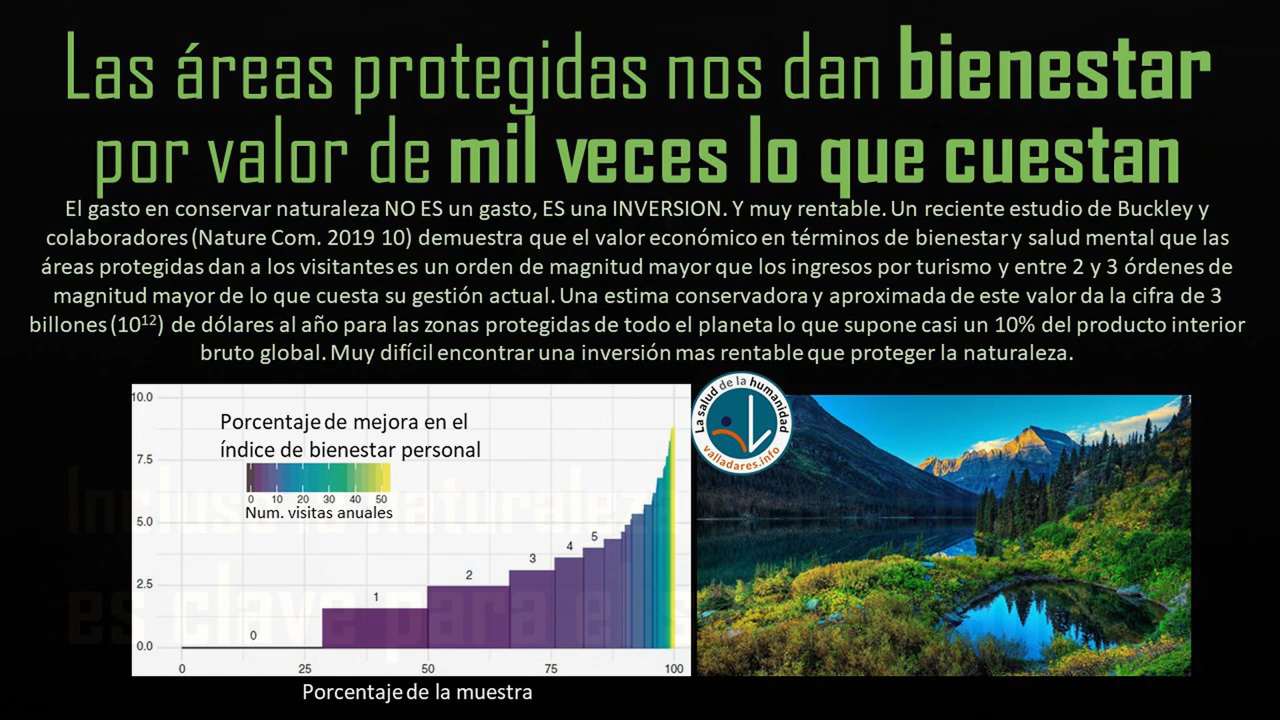 Las áreas protegidas nos dan bienestar
por valor de mil veces lo que cuestan
El gasto en conservar naturaleza NO ES un gasto, ES una INVERSION. Y muy rentable. Un reciente estudio de Buckley y
colaboradores (Nature Com. 2019 10) demuestra que el valor económico en términos de bienestar y salud mental que las
áreas protegidas dan a los visitantes es un orden de magnitud mayor que los ingresos por turismo y entre 2 y 3 órdenes de
magnitud mayor de lo que cuesta su gestión actual. Una estima conservadora y aproximada de este valor da la cifra de 3
billones (10¹²) de dólares al año para las zonas protegidas de todo el planeta lo que supone casi un 10% del producto interior
bruto global. Muy difícil encontrar una inversión mas rentable que proteger la naturaleza.
10.0
7.5
5.0
2.5
0.0
Porcentaje de mejora en el
índice de bienestar personal
0 10 20 30 40 50
Num. visitas anuales
0
1
2
3
4
5
0 25 50 75 100
Porcentaje de la muestra
La salud de la humanidad
valladares.info
es clave para el s